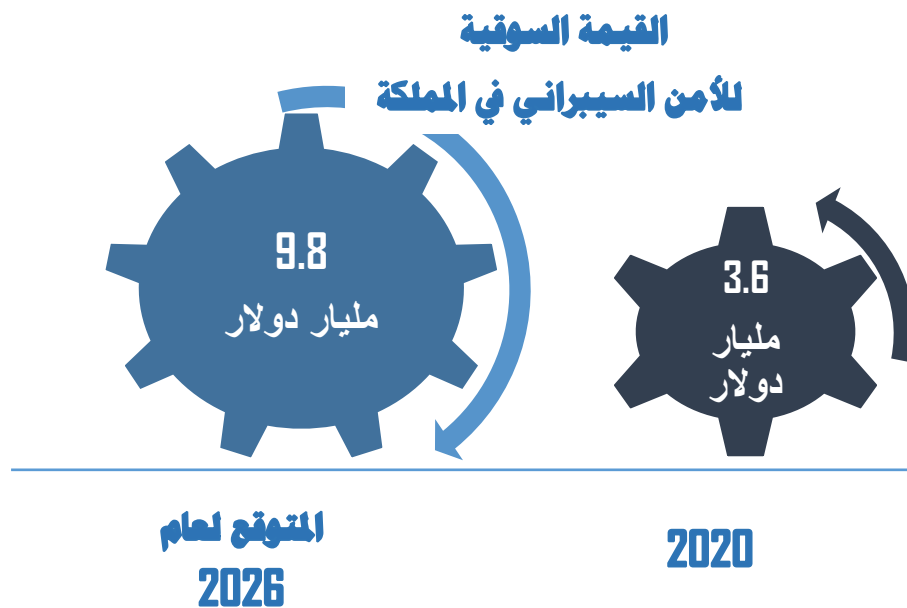 القيمة السوقية
للأمن السيبراني في المملكة
3.6
مليار
دولار
9.8
مليار دولار
2020
المتوقع لعام
2026